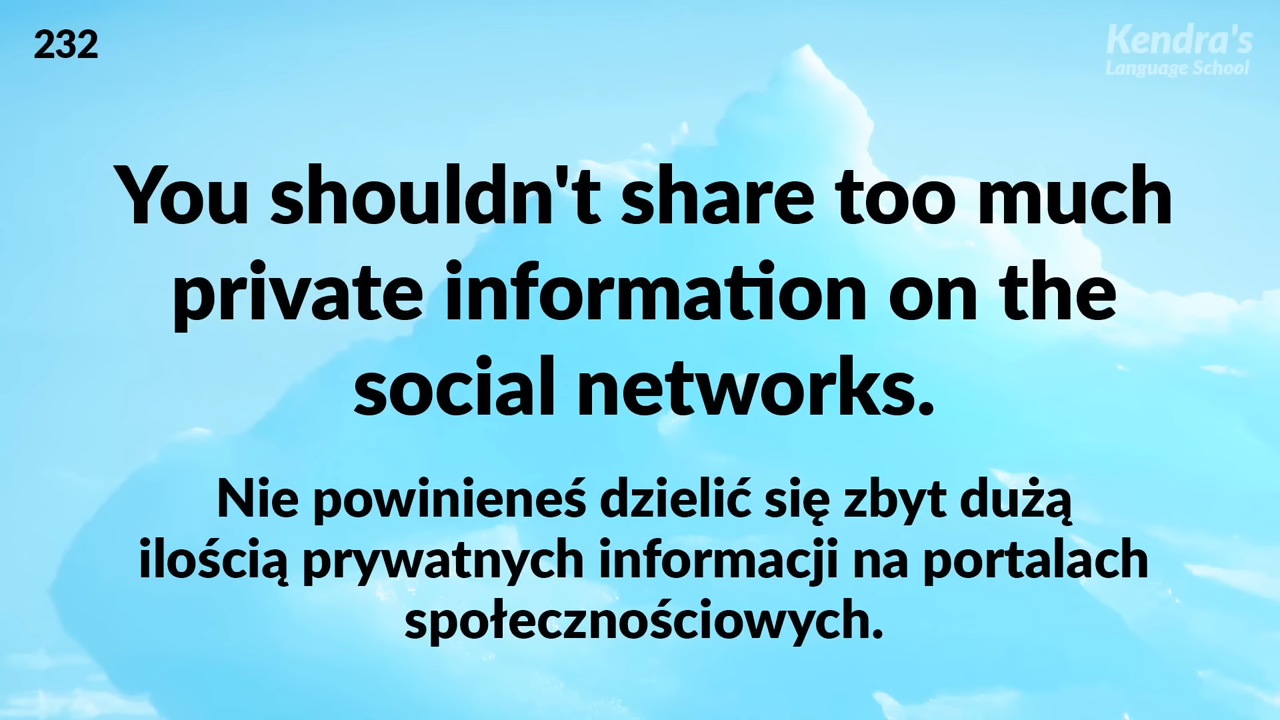 232
Kendra's
Language School
You shouldn't share too much
private information on the
social networks.
Nie powinieneś dzielić się zbyt dużą
ilością prywatnych informacji na portalach
społecznościowych.